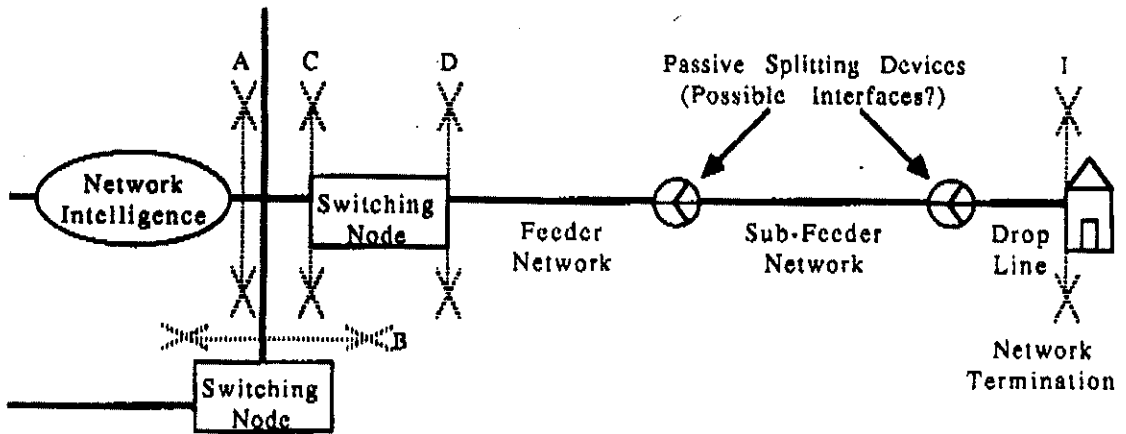 A
C
D
Passive Splitting Devices
(Possible Interfaces?)
I
Network
Intelligence
Switching
Node
Feeder
Network
Sub-Feeder
Network
Drop
Line
B
Switching
Node
Network
Termination